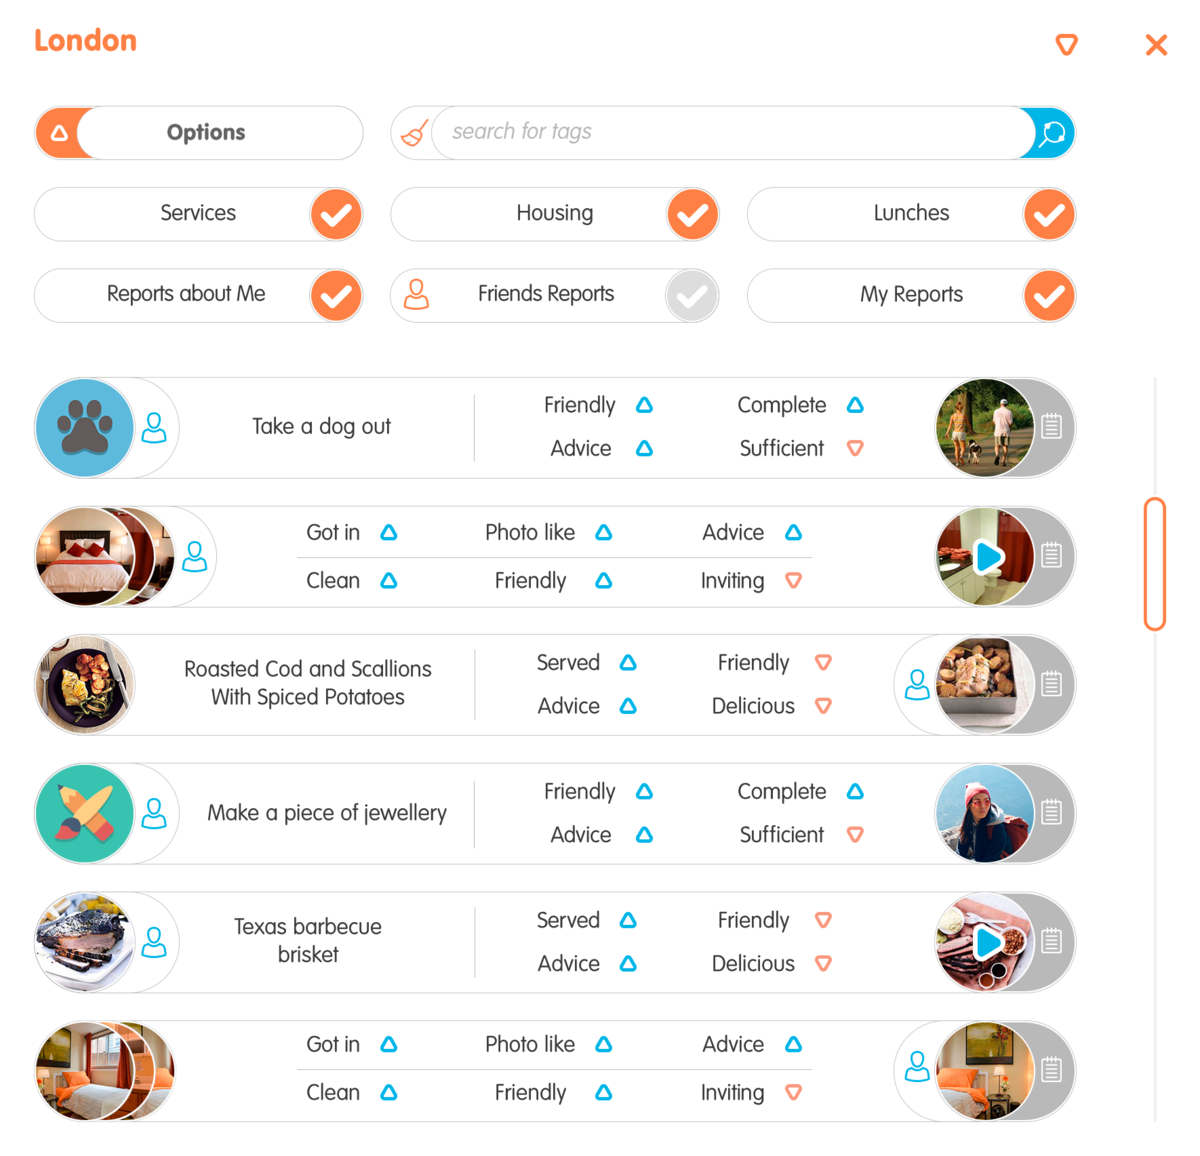 London
Options
search for tags
Services
Housing
Lunches
Reports about Me
Friends Reports
My Reports
Take a dog out
Friendly
Complete
Advice
Sufficient
Got in
Photo like
Advice
Clean
Friendly
Inviting
Roasted Cod and Scallions
With Spiced Potatoes
Served
Friendly
Advice
Delicious
Make a piece of jewellery
Friendly
Complete
Advice
Sufficient
Texas barbecue
brisket
Served
Friendly
Advice
Delicious
Got in
Photo like
Advice
Clean
Friendly
Inviting